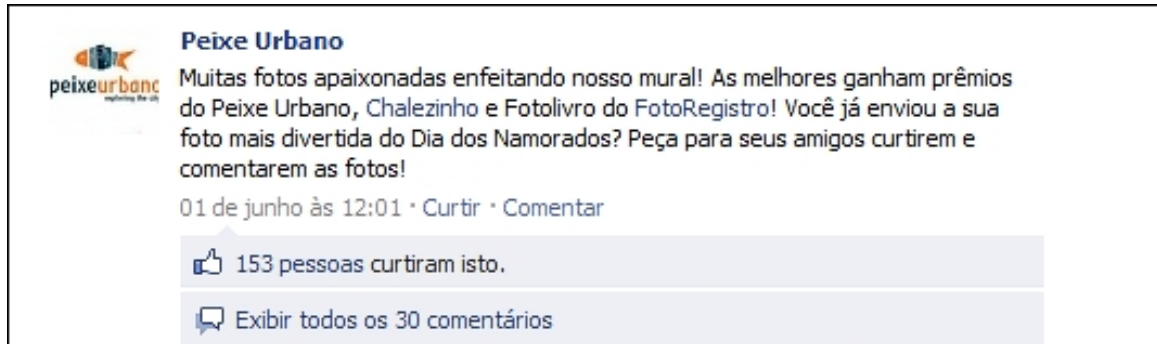 peixeurbano
Peixe Urbano
Muitas fotos apaixonadas enfeitando nosso mural! As melhores ganham prêmios
do Peixe Urbano, Chalezinho e Fotolivro do FotoRegistro! Você já enviou a sua
foto mais divertida do Dia dos Namorados? Peça para seus amigos curtirem e
comentarem as fotos!
01 de junho às 12:01 · Curtir · Comentar
153 pessoas curtiram isto.
Exibir todos os 30 comentários